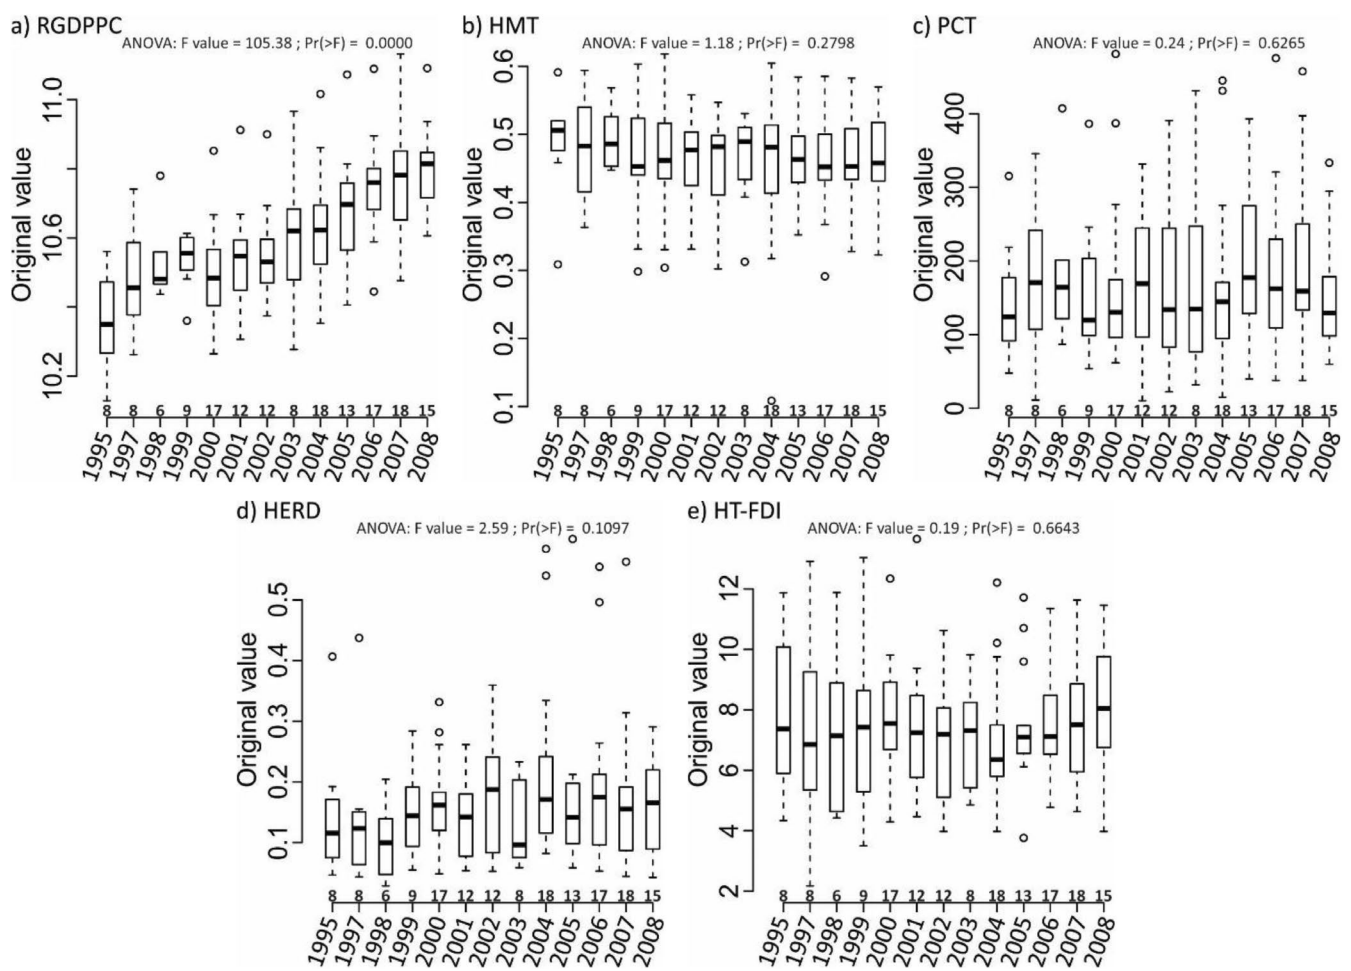 a) RGDPPC
ANOVA: F value = 105.38 ; Pr(>F) = 0.0000
Original value
11.0
10.6
10.2
8 8 6 9 17 12 12 8 18 13 17 18 15
1995 1997 1998 1999 2000 2001 2002 2003 2004 2005 2006 2007 2008
b) HMT
ANOVA: F value = 1.18 ; Pr(>F) = 0.2798
Original value
0.6
0.5
0.4
0.3
0.2
0.1
8 8 6 9 17 12 12 8 18 13 17 18 15
1995 1997 1998 1999 2000 2001 2002 2003 2004 2005 2006 2007 2008
c) PCT
ANOVA: F value = 0.24 ; Pr(>F) = 0.6265
Original value
400
300
200
100
0
8 8 6 9 17 12 12 8 18 13 17 18 15
1995 1997 1998 1999 2000 2001 2002 2003 2004 2005 2006 2007 2008
d) HERD
ANOVA: F value = 2.59 ; Pr(>F) = 0.1097
Original value
0.5
0.4
0.3
0.2
0.1
8 8 6 9 17 12 12 8 18 13 17 18 15
1995 1997 1998 1999 2000 2001 2002 2003 2004 2005 2006 2007 2008
e) HT-FDI
ANOVA: F value = 0.19 ; Pr(>F) = 0.6643
Original value
12
10
8
6
4
2
8 8 6 9 17 12 12 8 18 13 17 18 15
1995 1997 1998 1999 2000 2001 2002 2003 2004 2005 2006 2007 2008